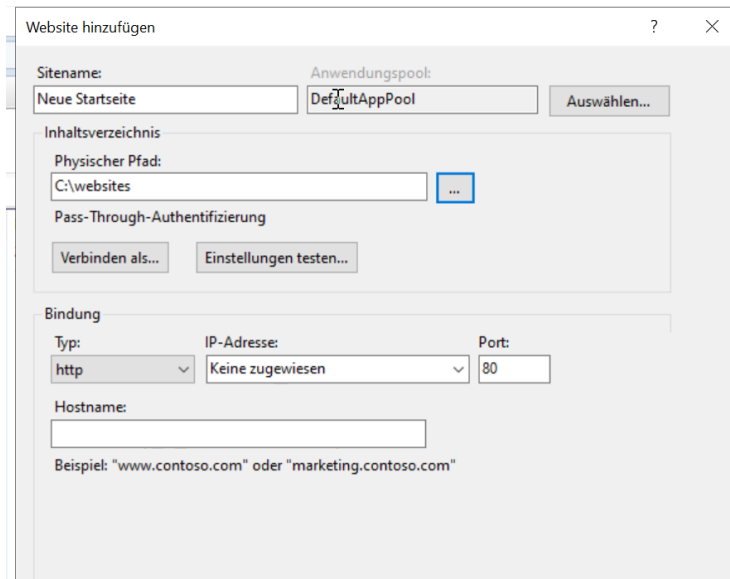 Website hinzufügen
Sitename: Anwendungspool:
Neue Startseite DefaultAppPool Auswählen...
Inhaltsverzeichnis
Physischer Pfad:
C:\websites ...
Pass-Through-Authentifizierung
Verbinden als... Einstellungen testen...
Bindung
Typ: IP-Adresse: Port:
http Keine zugewiesen 80
Hostname:
Beispiel: "www.contoso.com" oder "marketing.contoso.com"